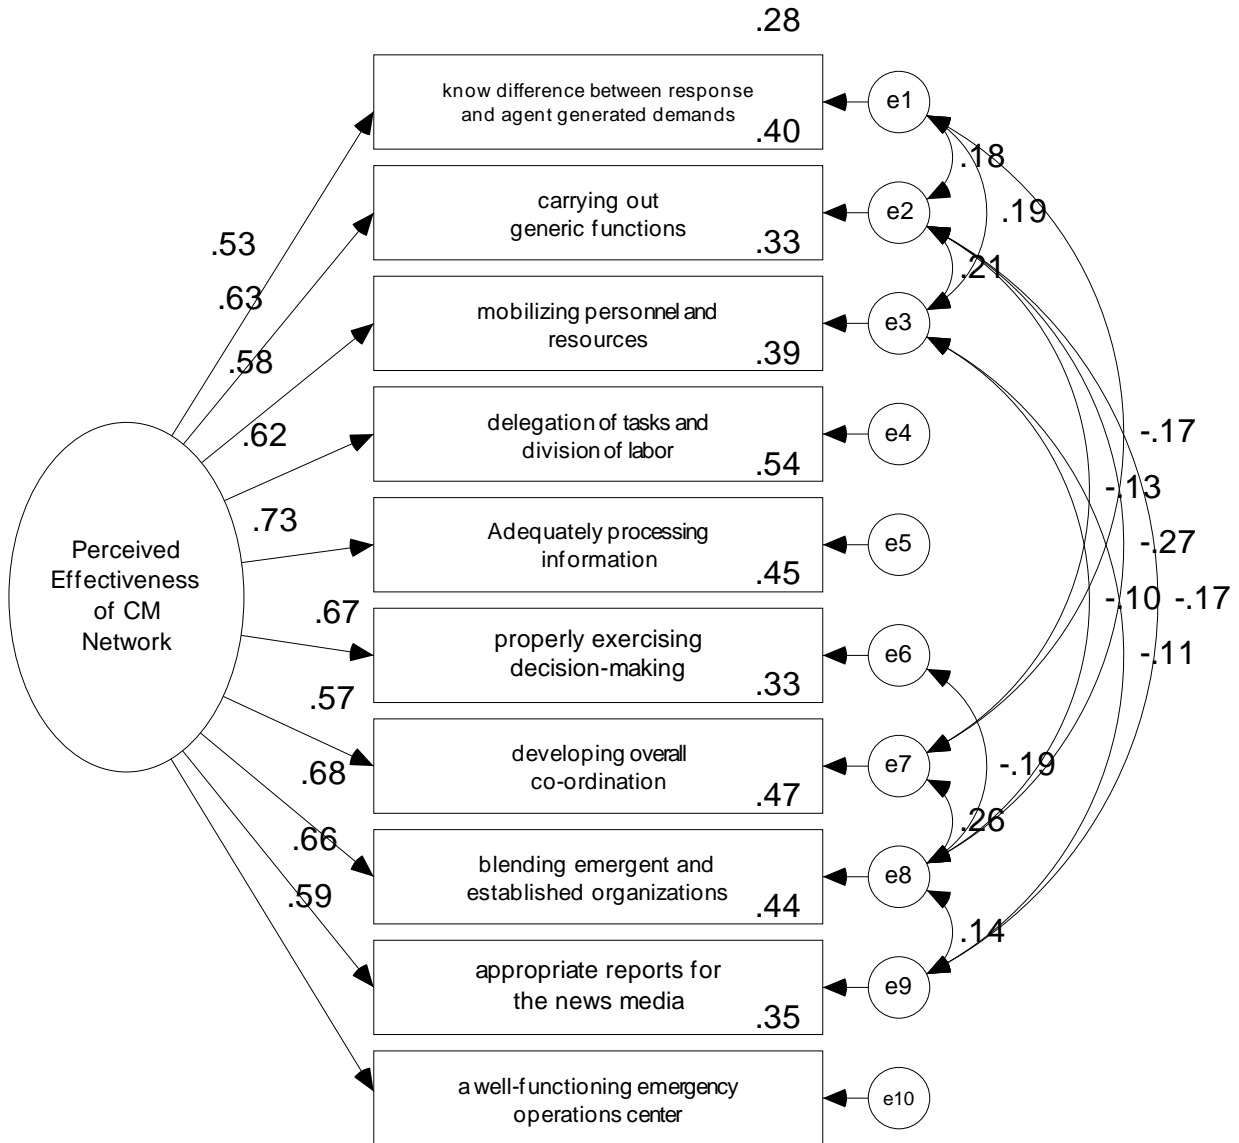 .28
know difference between response
and agent generated demands
e1
.40
.18
carrying out
generic functions
e2
.19
.53
.33
.21
.63
mobilizing personnel and
resources
e3
.58
.39
.62
delegation of tasks and
division of labor
e4
-.17
.54
-.13
.73
Adequately processing
information
e5
-.27
Perceived
Effectiveness
of CM
Network
.45
-.10
-.17
.67
properly exercising
decision-making
e6
-.11
.33
.57
developing overall
co-ordination
e7
-.19
.68
.47
.26
.66
blending emergent and
established organizations
e8
.59
.44
.14
appropriate reports for
the news media
e9
.35
a well-functioning emergency
operations center
e10